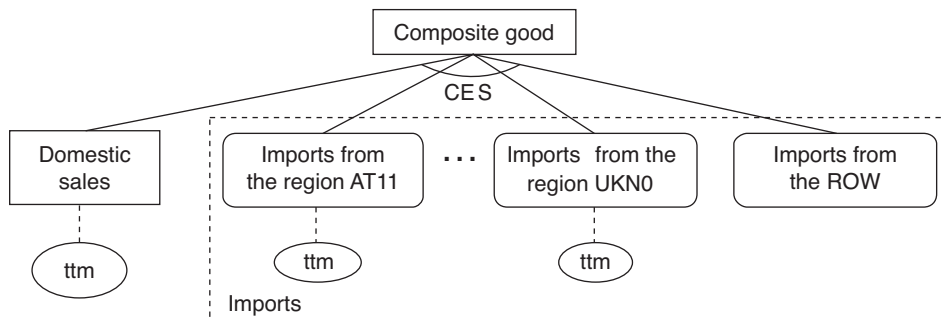 Composite good
CES
Domestic
sales
Imports from
the region AT11
...
Imports from the
region UKN0
Imports from
the ROW
ttm
ttm
ttm
Imports